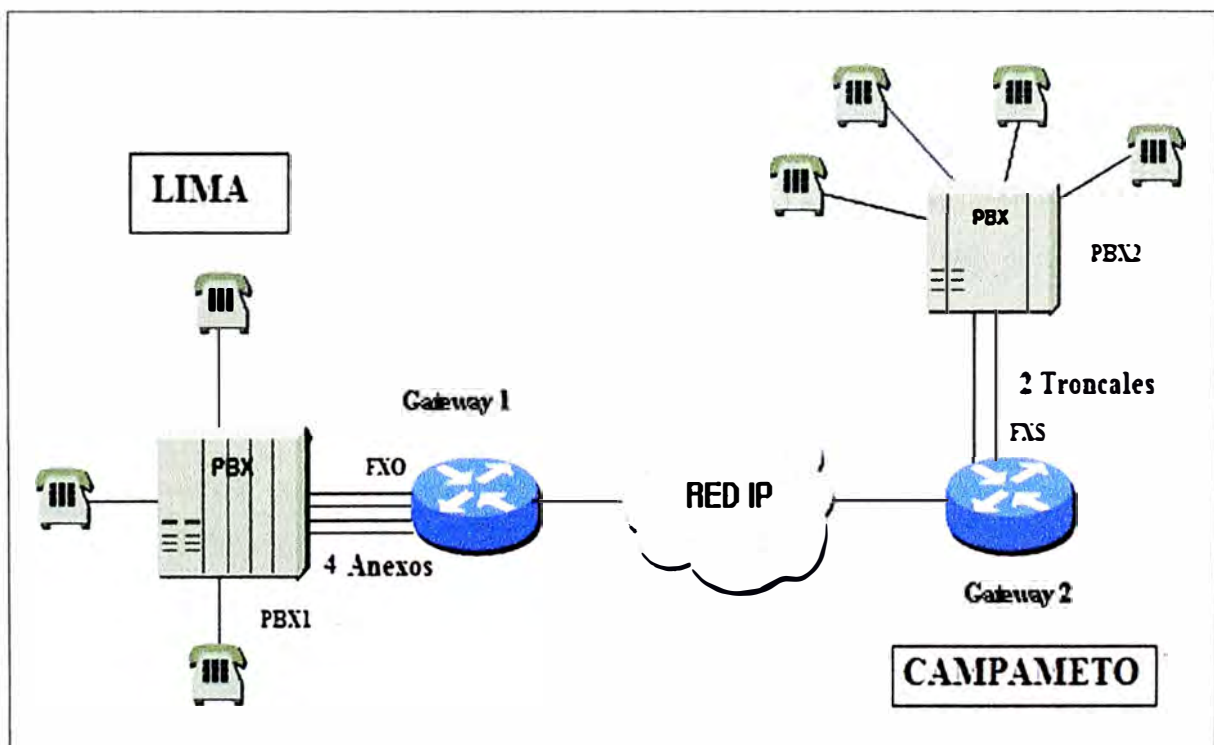 LIMA
PBX
PBX2
2 Troncales
FXS
Gateway 1
PBX
FXO
4 Anexos
PBX1
RED IP
Gateway 2
CAMPAMETO